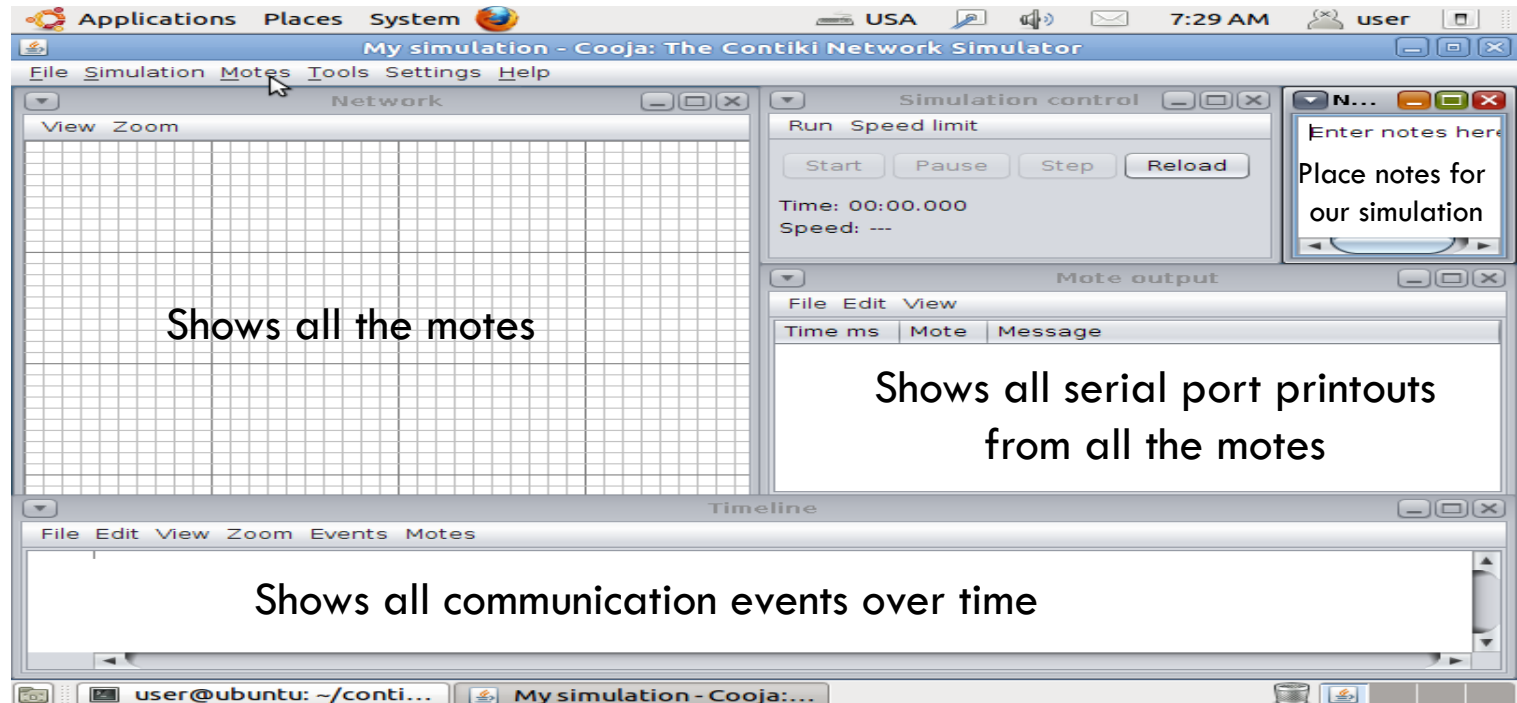 Applications Places System USA 7:29 AM user
My simulation - Cooja: The Contiki Network Simulator
File Simulation Motes Tools Settings Help
Network
View Zoom
Shows all the motes
Simulation control
Run Speed limit
Start Pause Step Reload
Time: 00:00.000
Speed: ---
N...
Enter notes here
Place notes for
our simulation
Mote output
File Edit View
Time ms Mote Message
Shows all serial port printouts
from all the motes
Timeline
File Edit View Zoom Events Motes
Shows all communication events over time
user@ubuntu: ~/conti... My simulation - Cooja:...